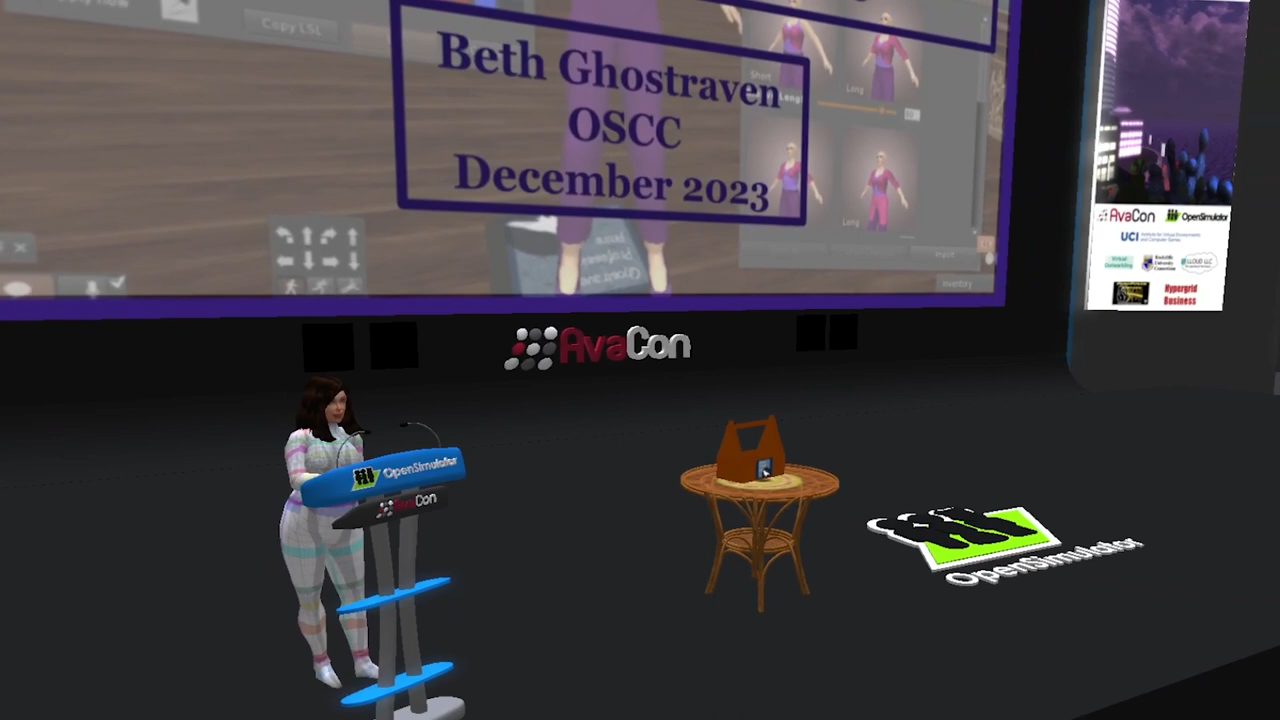 Copy LSL
Beth Ghostraven
OSCC
December 2023
Short
Long
Long
Inventory
AvaCon
OpenSimulator
UCI
Hypergrid
Business
AvaCon
OpenSimulator
AvaCon
OpenSimulator